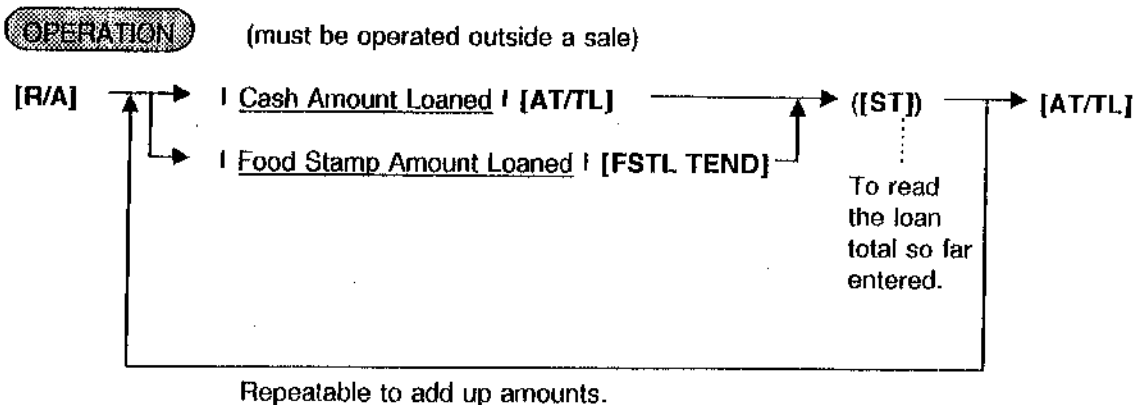 OPERATION (must be operated outside a sale)
[R/A] | Cash Amount Loaned | [AT/TL] ([ST]) [AT/TL]
| Food Stamp Amount Loaned | [FSTL TEND]
To read
the loan
total so far
entered.
Repeatable to add up amounts.